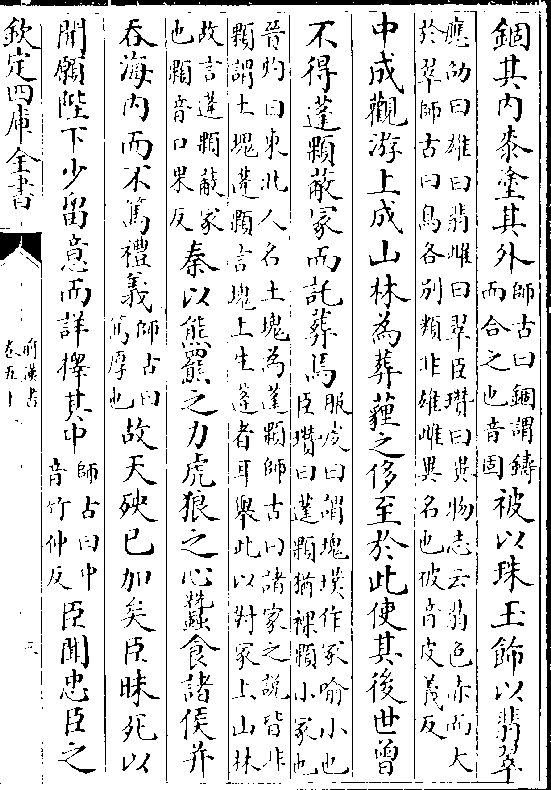 錮其内桼塗其外師古曰錮謂鑄而合之也音固被以珠玉飾以翡翠
應劭曰雄曰翡雌曰翠臣瓚曰異物志云翡色赤而大
於翠師古曰鳥各别類非雄雌異名也被音皮義反
中成觀游上成山林為葬薶之侈至於此使其後世曾
不得蓬顆蔽冢而託葬焉服虔曰謂塊墣作冢喻小也臣瓚曰蓬顆猶裸顆小冢也
晉灼曰東北人名土塊為蓬顆師古曰諸家之說皆非
顆謂土塊蓬顆言塊上生蓬者耳舉此以對冢上山林
故言蓬顆蔽冢也顆音口果反秦以熊羆之力虎狼之心蠶食諸侯并
吞海内而不篤禮義師古曰篤厚也故天殃已加矣臣昧死以
聞願陛下少留意而詳擇其中師古曰中音竹仲反臣聞忠臣之
欽定四庫全書
前漢書
卷五十